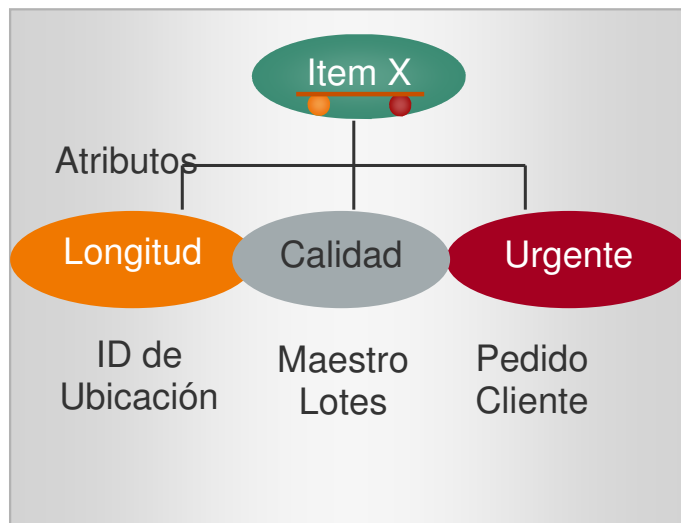 Item X
Atributos
Longitud
Calidad
Urgente
ID de
Ubicación
Maestro
Lotes
Pedido
Cliente